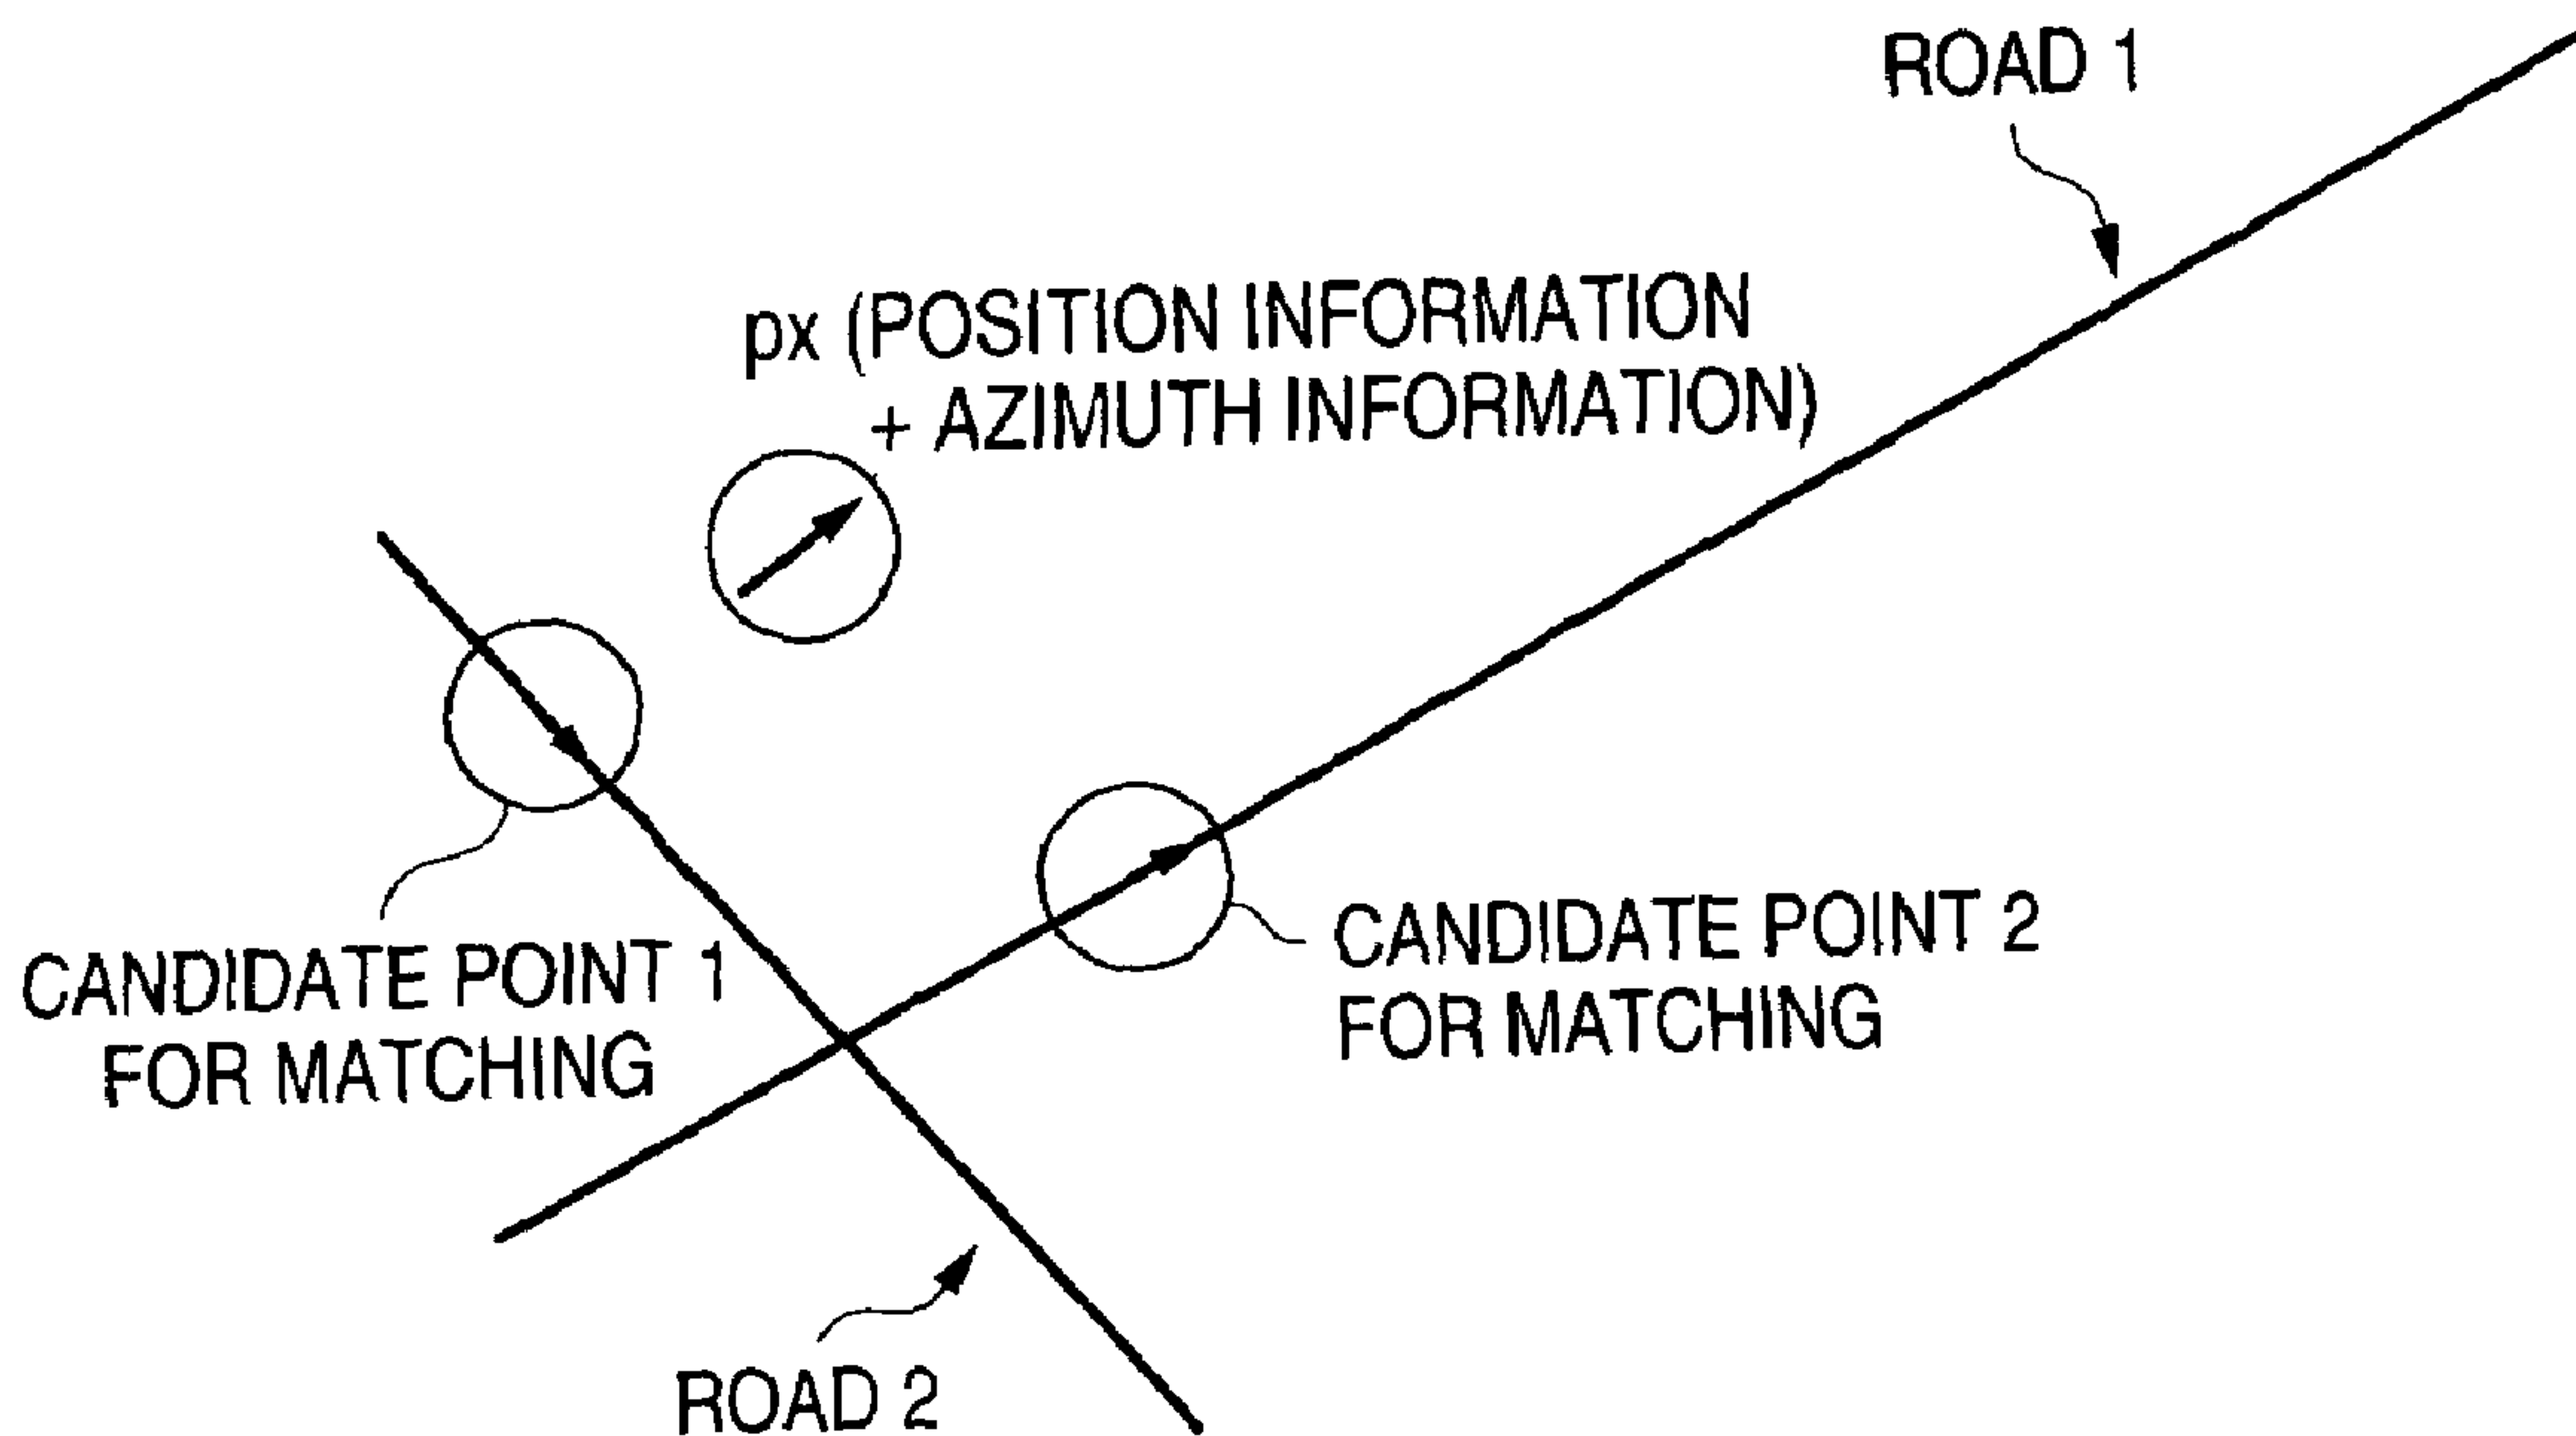 ROAD 1
px (POSITION INFORMATION
+ AZIMUTH INFORMATION)
CANDIDATE POINT 1
FOR MATCHING
CANDIDATE POINT 2
FOR MATCHING
ROAD 2